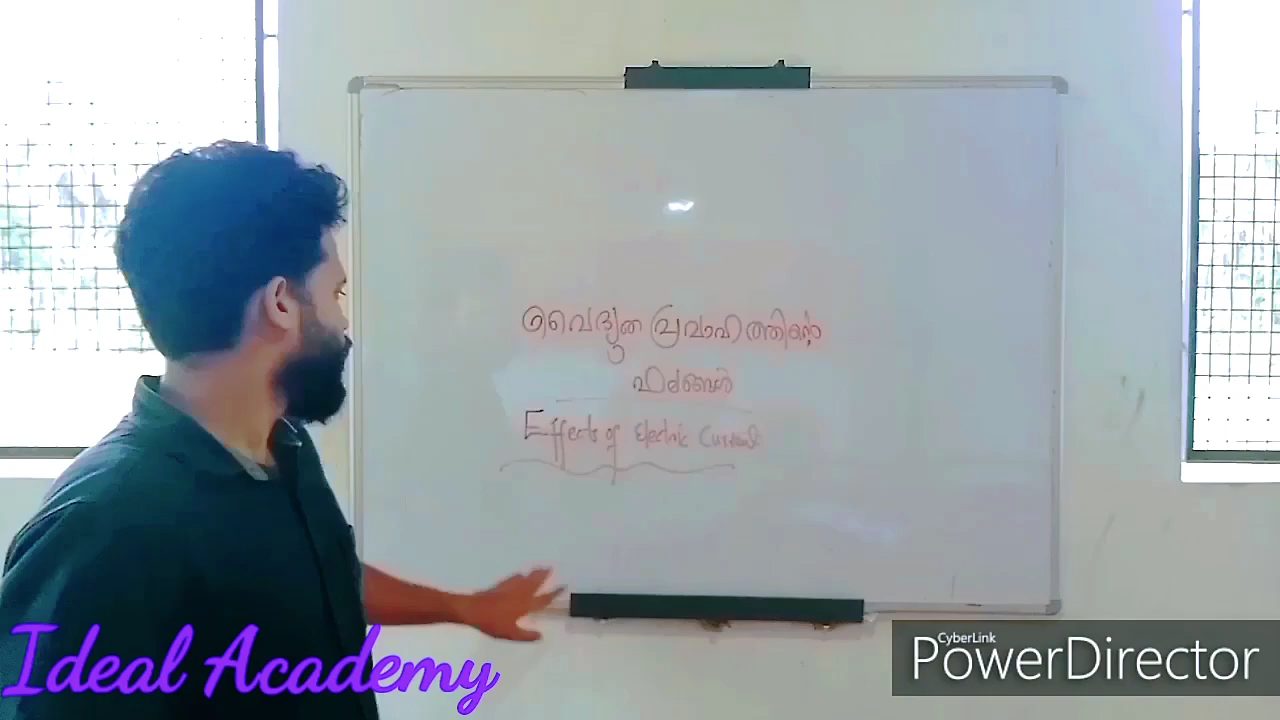 വൈദ്യുത പ്രവാഹത്തിന്റെ
ഫലങ്ങൾ
Effects of Electric Current
Ideal Academy
CyberLink
PowerDirector